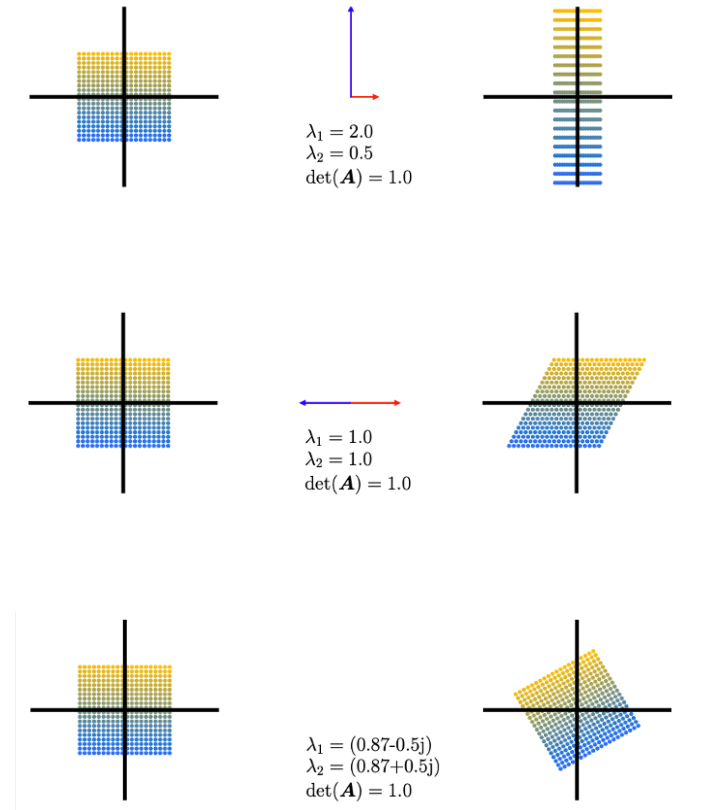 λ₁ = 2.0
λ₂ = 0.5
det(A) = 1.0
λ₁ = 1.0
λ₂ = 1.0
det(A) = 1.0
λ₁ = (0.87-0.5j)
λ₂ = (0.87+0.5j)
det(A) = 1.0